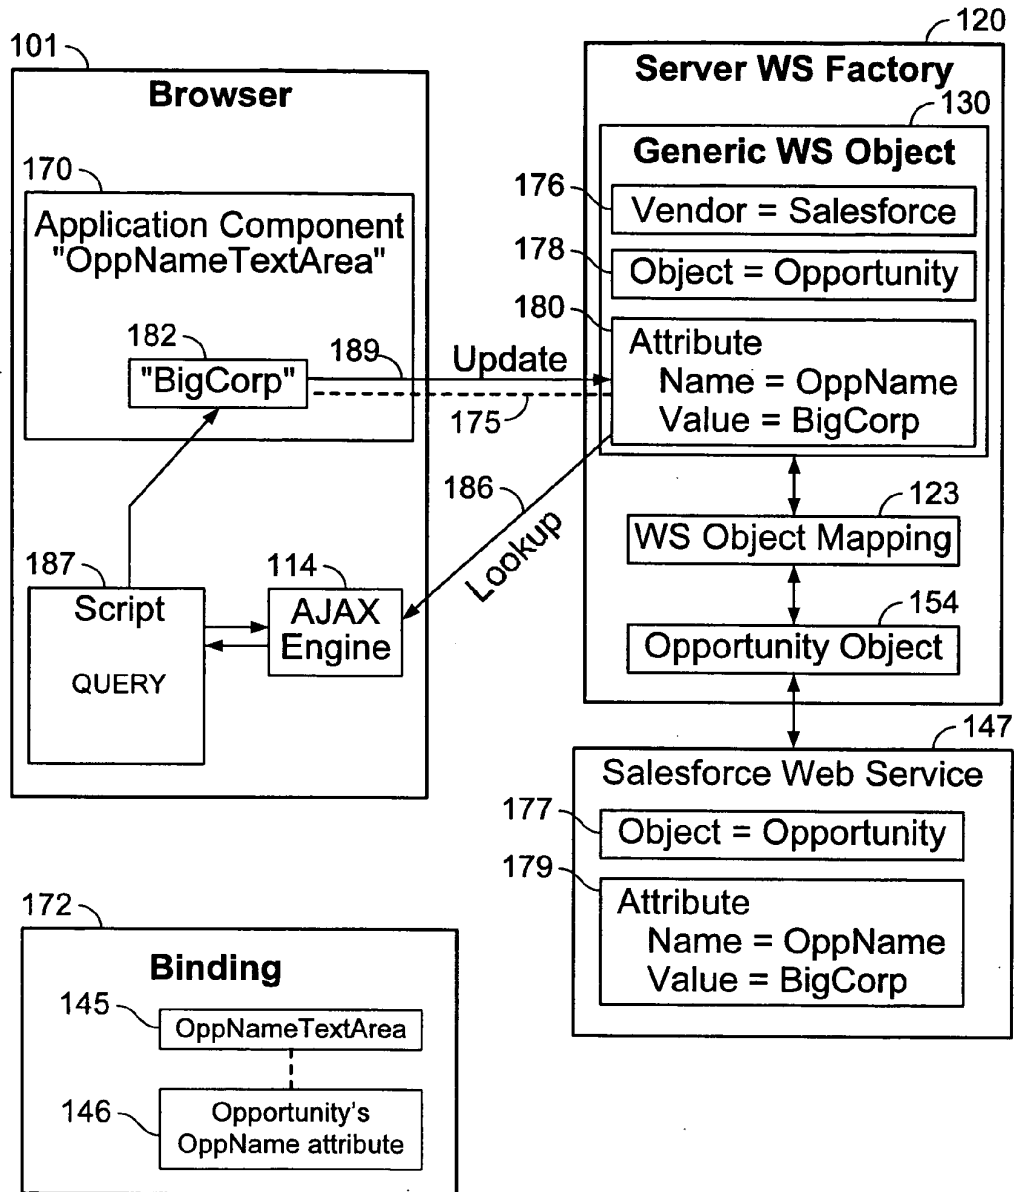 101
Browser
170
Application Component
"OppNameTextArea"
182
"BigCorp"
189
Update
175
186
Lookup
187
Script
QUERY
114
AJAX
Engine
120
Server WS Factory
130
Generic WS Object
176
Vendor = Salesforce
178
Object = Opportunity
180
Attribute
Name = OppName
Value = BigCorp
123
WS Object Mapping
154
Opportunity Object
147
Salesforce Web Service
177
Object = Opportunity
179
Attribute
Name = OppName
Value = BigCorp
172
Binding
145
OppNameTextArea
146
Opportunity's
OppName attribute